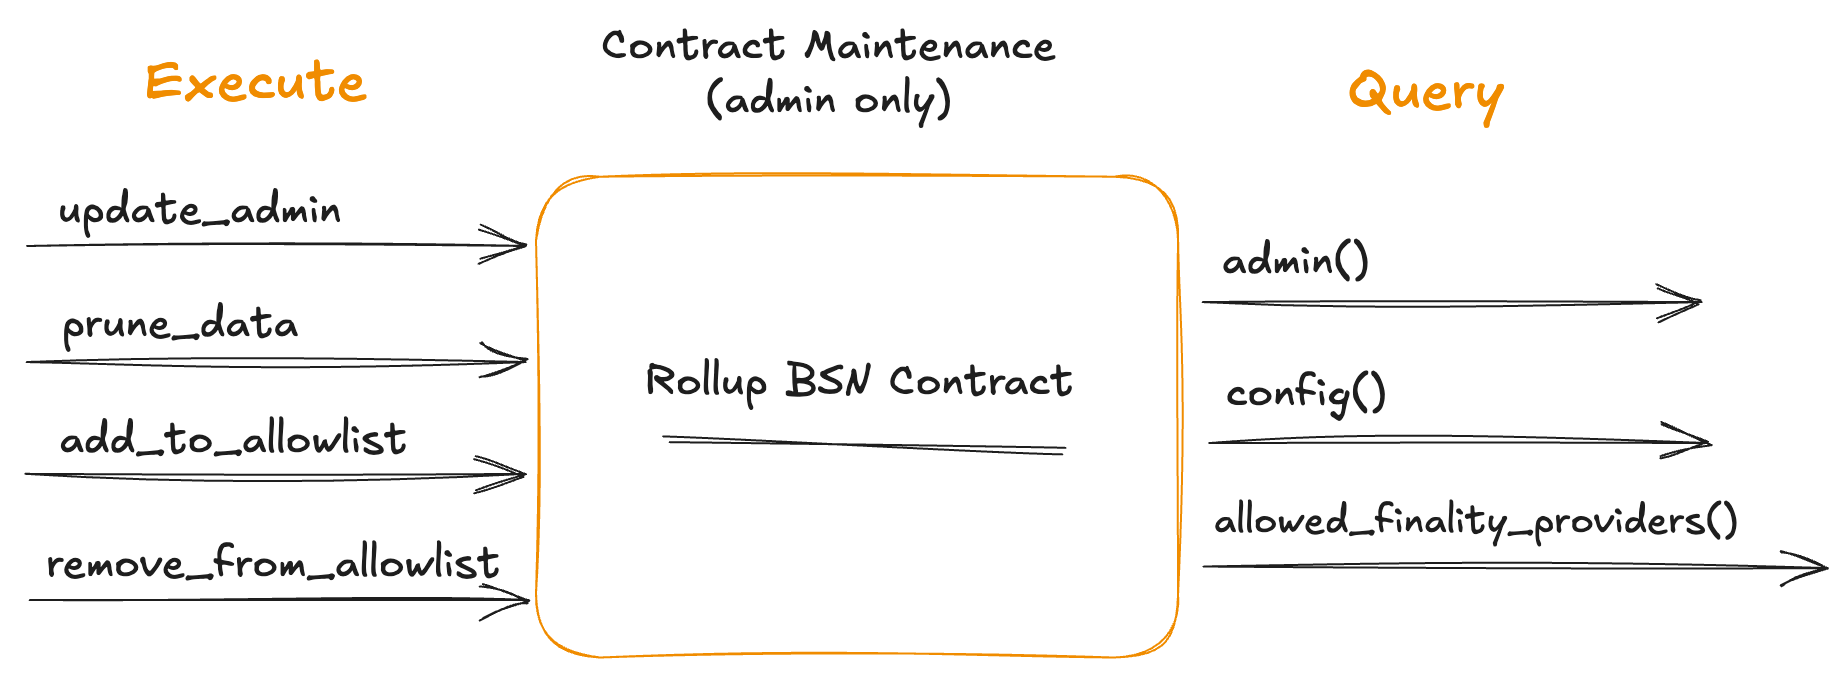 Execute
Contract Maintenance
(admin only)
Query
update_admin
prune_data
add_to_allowlist
remove_from_allowlist
Rollup BSN Contract
admin()
config()
allowed_finality_providers()